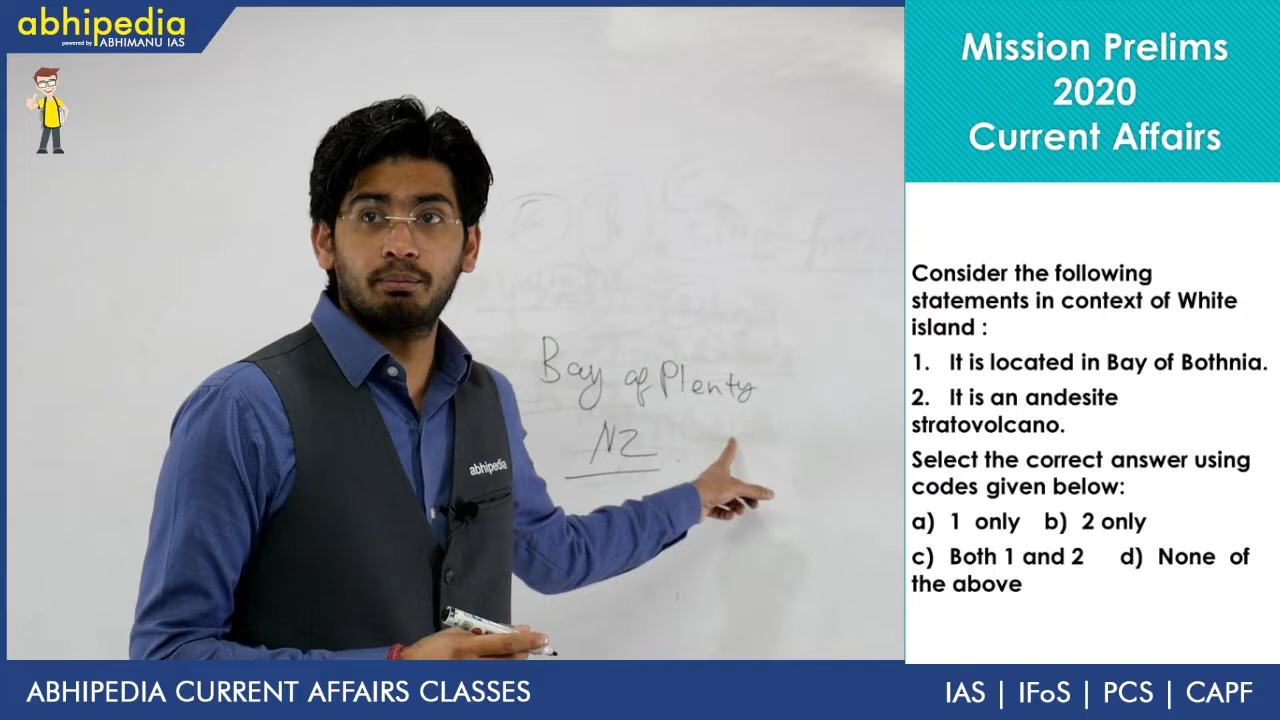 abhipedia
powered by ABHIMANU IAS
Bay of Plenty
NZ
abhipedia
Mission Prelims
2020
Current Affairs
Consider the following
statements in context of White
island :
1. It is located in Bay of Bothnia.
2. It is an andesite
stratovolcano.
Select the correct answer using
codes given below:
a) 1 only b) 2 only
c) Both 1 and 2 d) None of
the above
ABHIPEDIA CURRENT AFFAIRS CLASSES
IAS | IFoS | PCS | CAPF